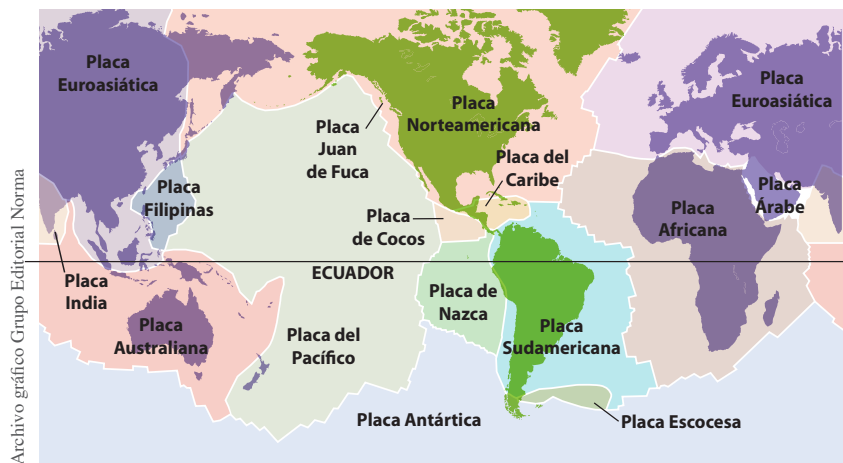 Placa
Euroasiática
Placa
Juan
de Fuca
Placa
Norteamericana
Placa
Euroasiática
Placa del
Caribe
Placa
Filipinas
Placa
de Cocos
Placa
Africana
Placa
Árabe
Placa
India
ECUADOR
Placa
Australiana
Placa del
Pacífico
Placa de
Nazca
Placa
Sudamericana
Placa Antártica
Placa Escocesa
Archivo gráfico Grupo Editorial Norma